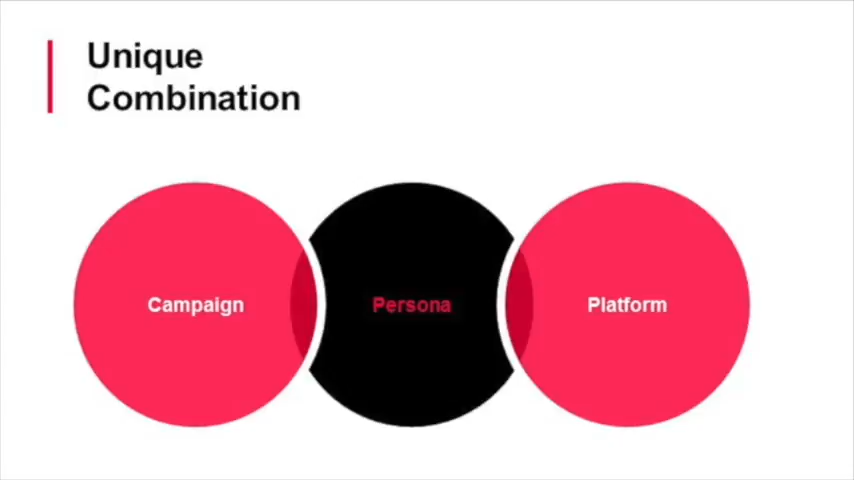 Unique
Combination
Campaign
Persona
Platform